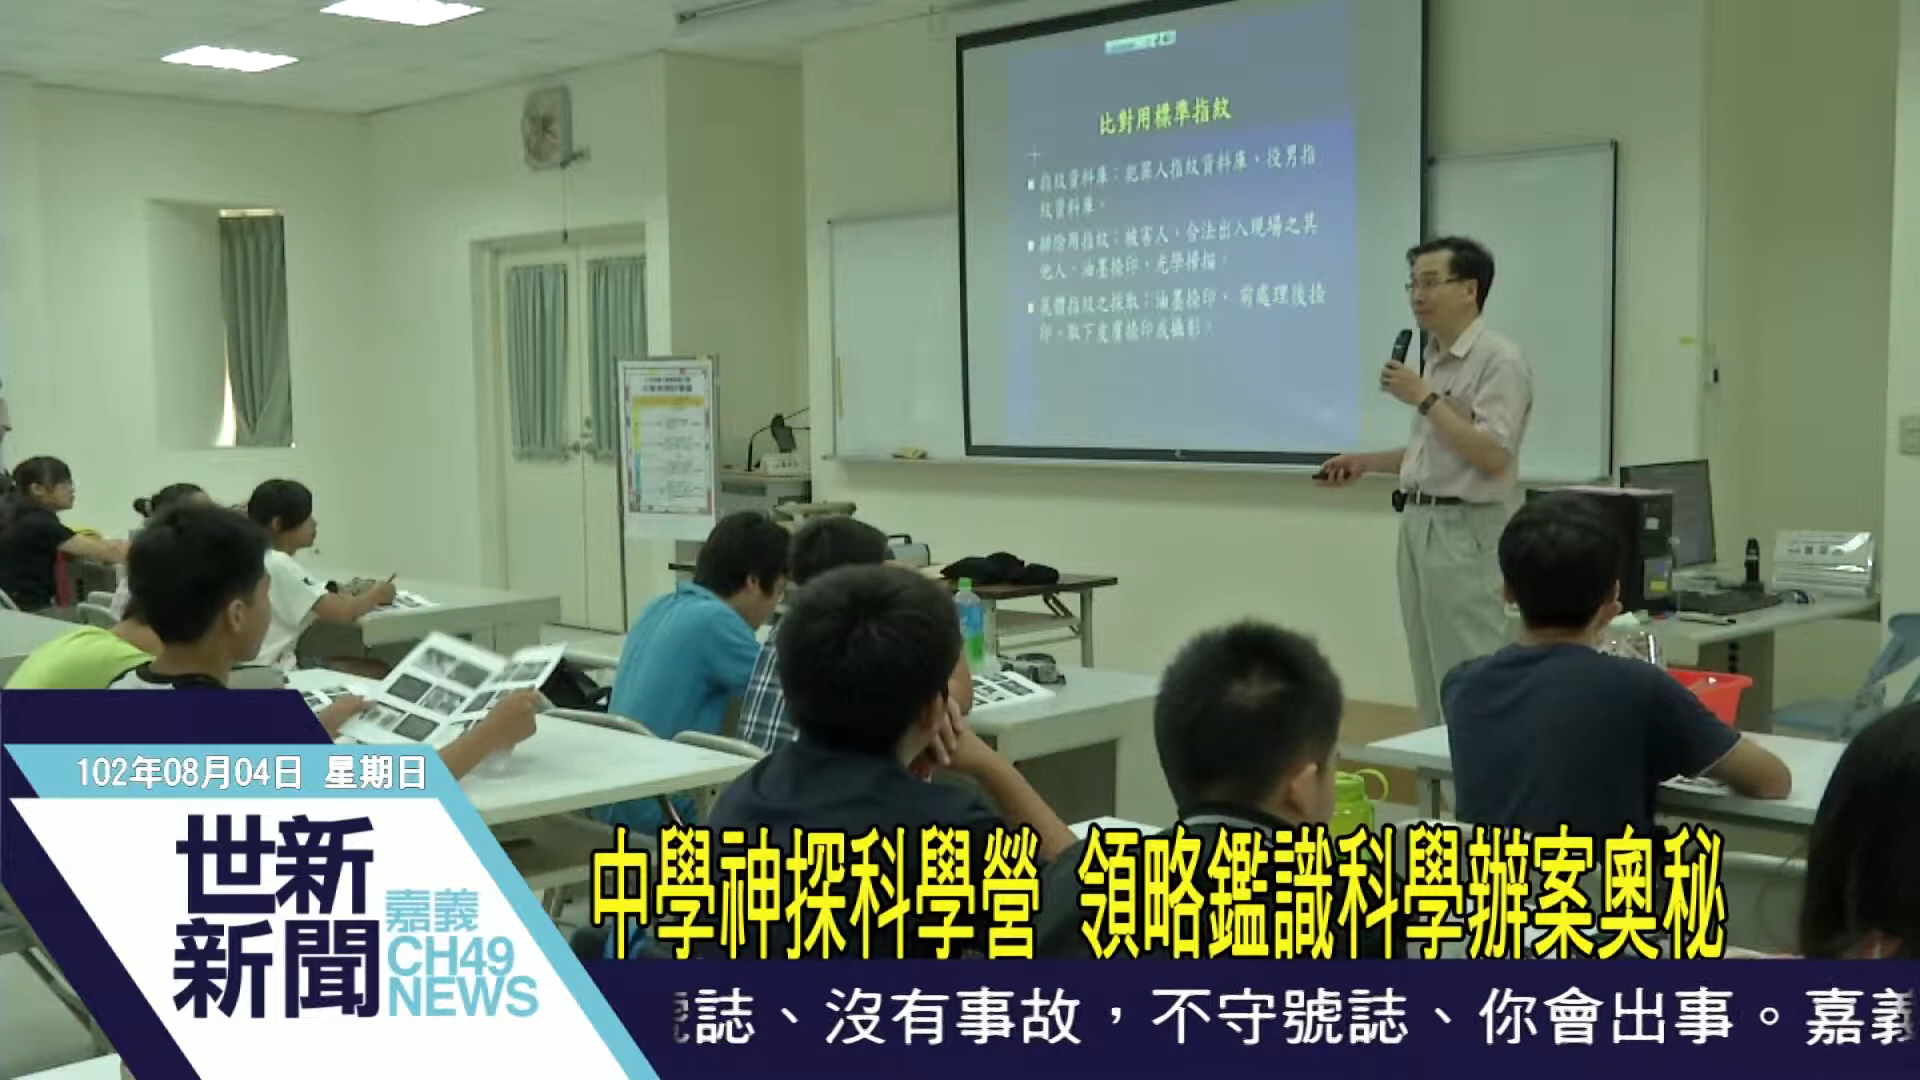 比對用標準指紋
指紋資料庫：犯罪人指紋資料庫，役男指
紋資料庫。
排除用指紋：被害人，合法出入現場之其
他人。油墨捺印，光學掃描。
屍體指紋之採取：油墨捺印， 前處理後捺
印，取下皮膚捺印或攝影。
102年08月04日 星期日
世新
新聞
嘉義
CH49
NEWS
中學神探科學營 領略鑑識科學辦案奧秘
號誌、沒有事故，不守號誌、你會出事。嘉義